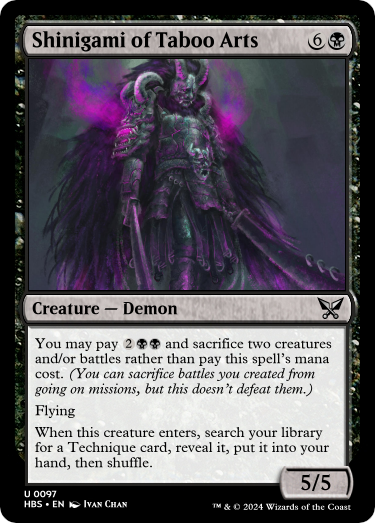 Shinigami of Taboo Arts 6
Creature — Demon
You may pay 2 and sacrifice two creatures
and/or battles rather than pay this spell's mana
cost. (You can sacrifice battles you created from
going on missions, but this doesn't defeat them.)
Flying
When this creature enters, search your library
for a Technique card, reveal it, put it into your
hand, then shuffle.
5/5
U 0097
HBS • EN Ivan Chan
™ & © 2024 Wizards of the Coast